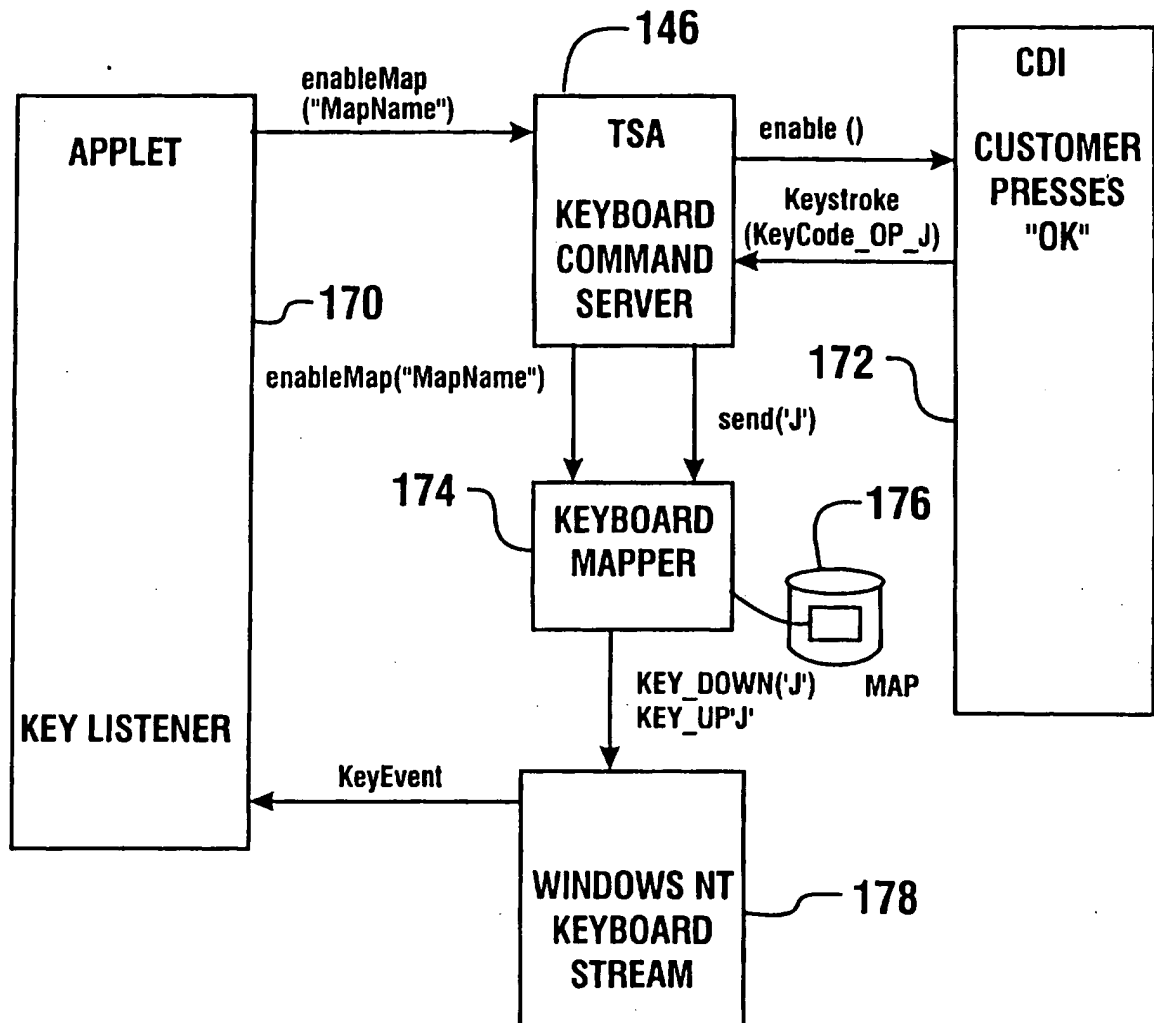 146
enableMap
("MapName")
APPLET
TSA
KEYBOARD
COMMAND
SERVER
enable ()
Keystroke
(KeyCode_OP_J)
CDI
CUSTOMER
PRESSES
"OK"
170
172
enableMap("MapName")
send('J')
174
KEYBOARD
MAPPER
176
MAP
KEY_DOWN('J')
KEY_UP'J'
KEY LISTENER
KeyEvent
WINDOWS NT
KEYBOARD
STREAM
178